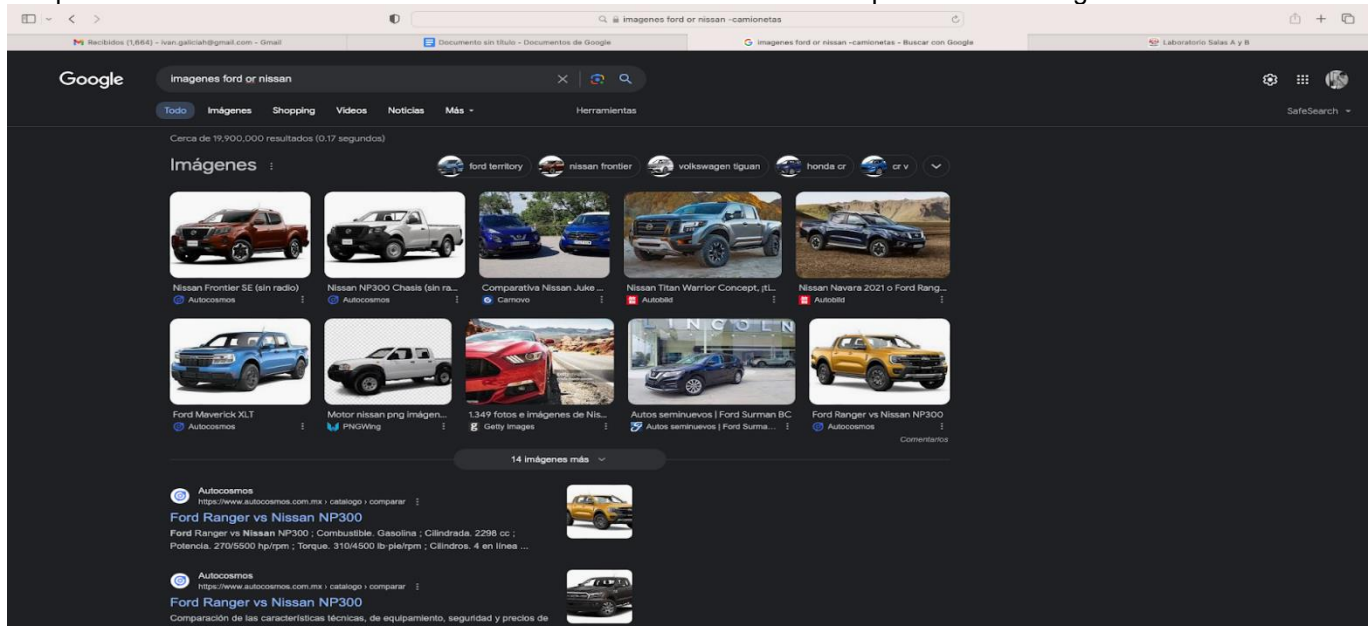 imagenes ford or nissan -camionetas
Recibidos (1,664) - ivan.galiciah@gmail.com - Gmail
Documento sin título - Documentos de Google
imagenes ford or nissan -camionetas - Buscar con Google
Laboratorio Salas A y B
Google
imagenes ford or nissan
Todo Imágenes Shopping Videos Noticias Más Herramientas
SafeSearch
Cerca de 19,900,000 resultados (0.17 segundos)
Imágenes
ford territory
nissan frontier
volkswagen tiguan
honda cr
cr v
Nissan Frontier SE (sin radio)
Autocosmos
Nissan NP300 Chasis (sin ra...
Autocosmos
Comparativa Nissan Juke ...
Carnovo
Nissan Titan Warrior Concept, ¡ti...
Autobild
Nissan Navara 2021 o Ford Rang...
Autobild
LINCOLN
Ford Maverick XLT
Autocosmos
Motor nissan png imágen...
PNGWing
1.349 fotos e imágenes de Nis...
Getty Images
Autos seminuevos | Ford Surman BC
Autos seminuevos | Ford Surma...
Ford Ranger vs Nissan NP300
Autocosmos
Comentarios
14 imágenes más
Autocosmos
https://www.autocosmos.com.mx › catalogo › comparar
Ford Ranger vs Nissan NP300
Ford Ranger vs Nissan NP300 ; Combustible. Gasolina ; Cilindrada. 2298 cc ;
Potencia. 270/5500 hp/rpm ; Torque. 310/4500 lb-pie/rpm ; Cilindros. 4 en línea ...
Autocosmos
https://www.autocosmos.com.mx › catalogo › comparar
Ford Ranger vs Nissan NP300
Comparación de las características técnicas, de equipamiento, seguridad y precios de